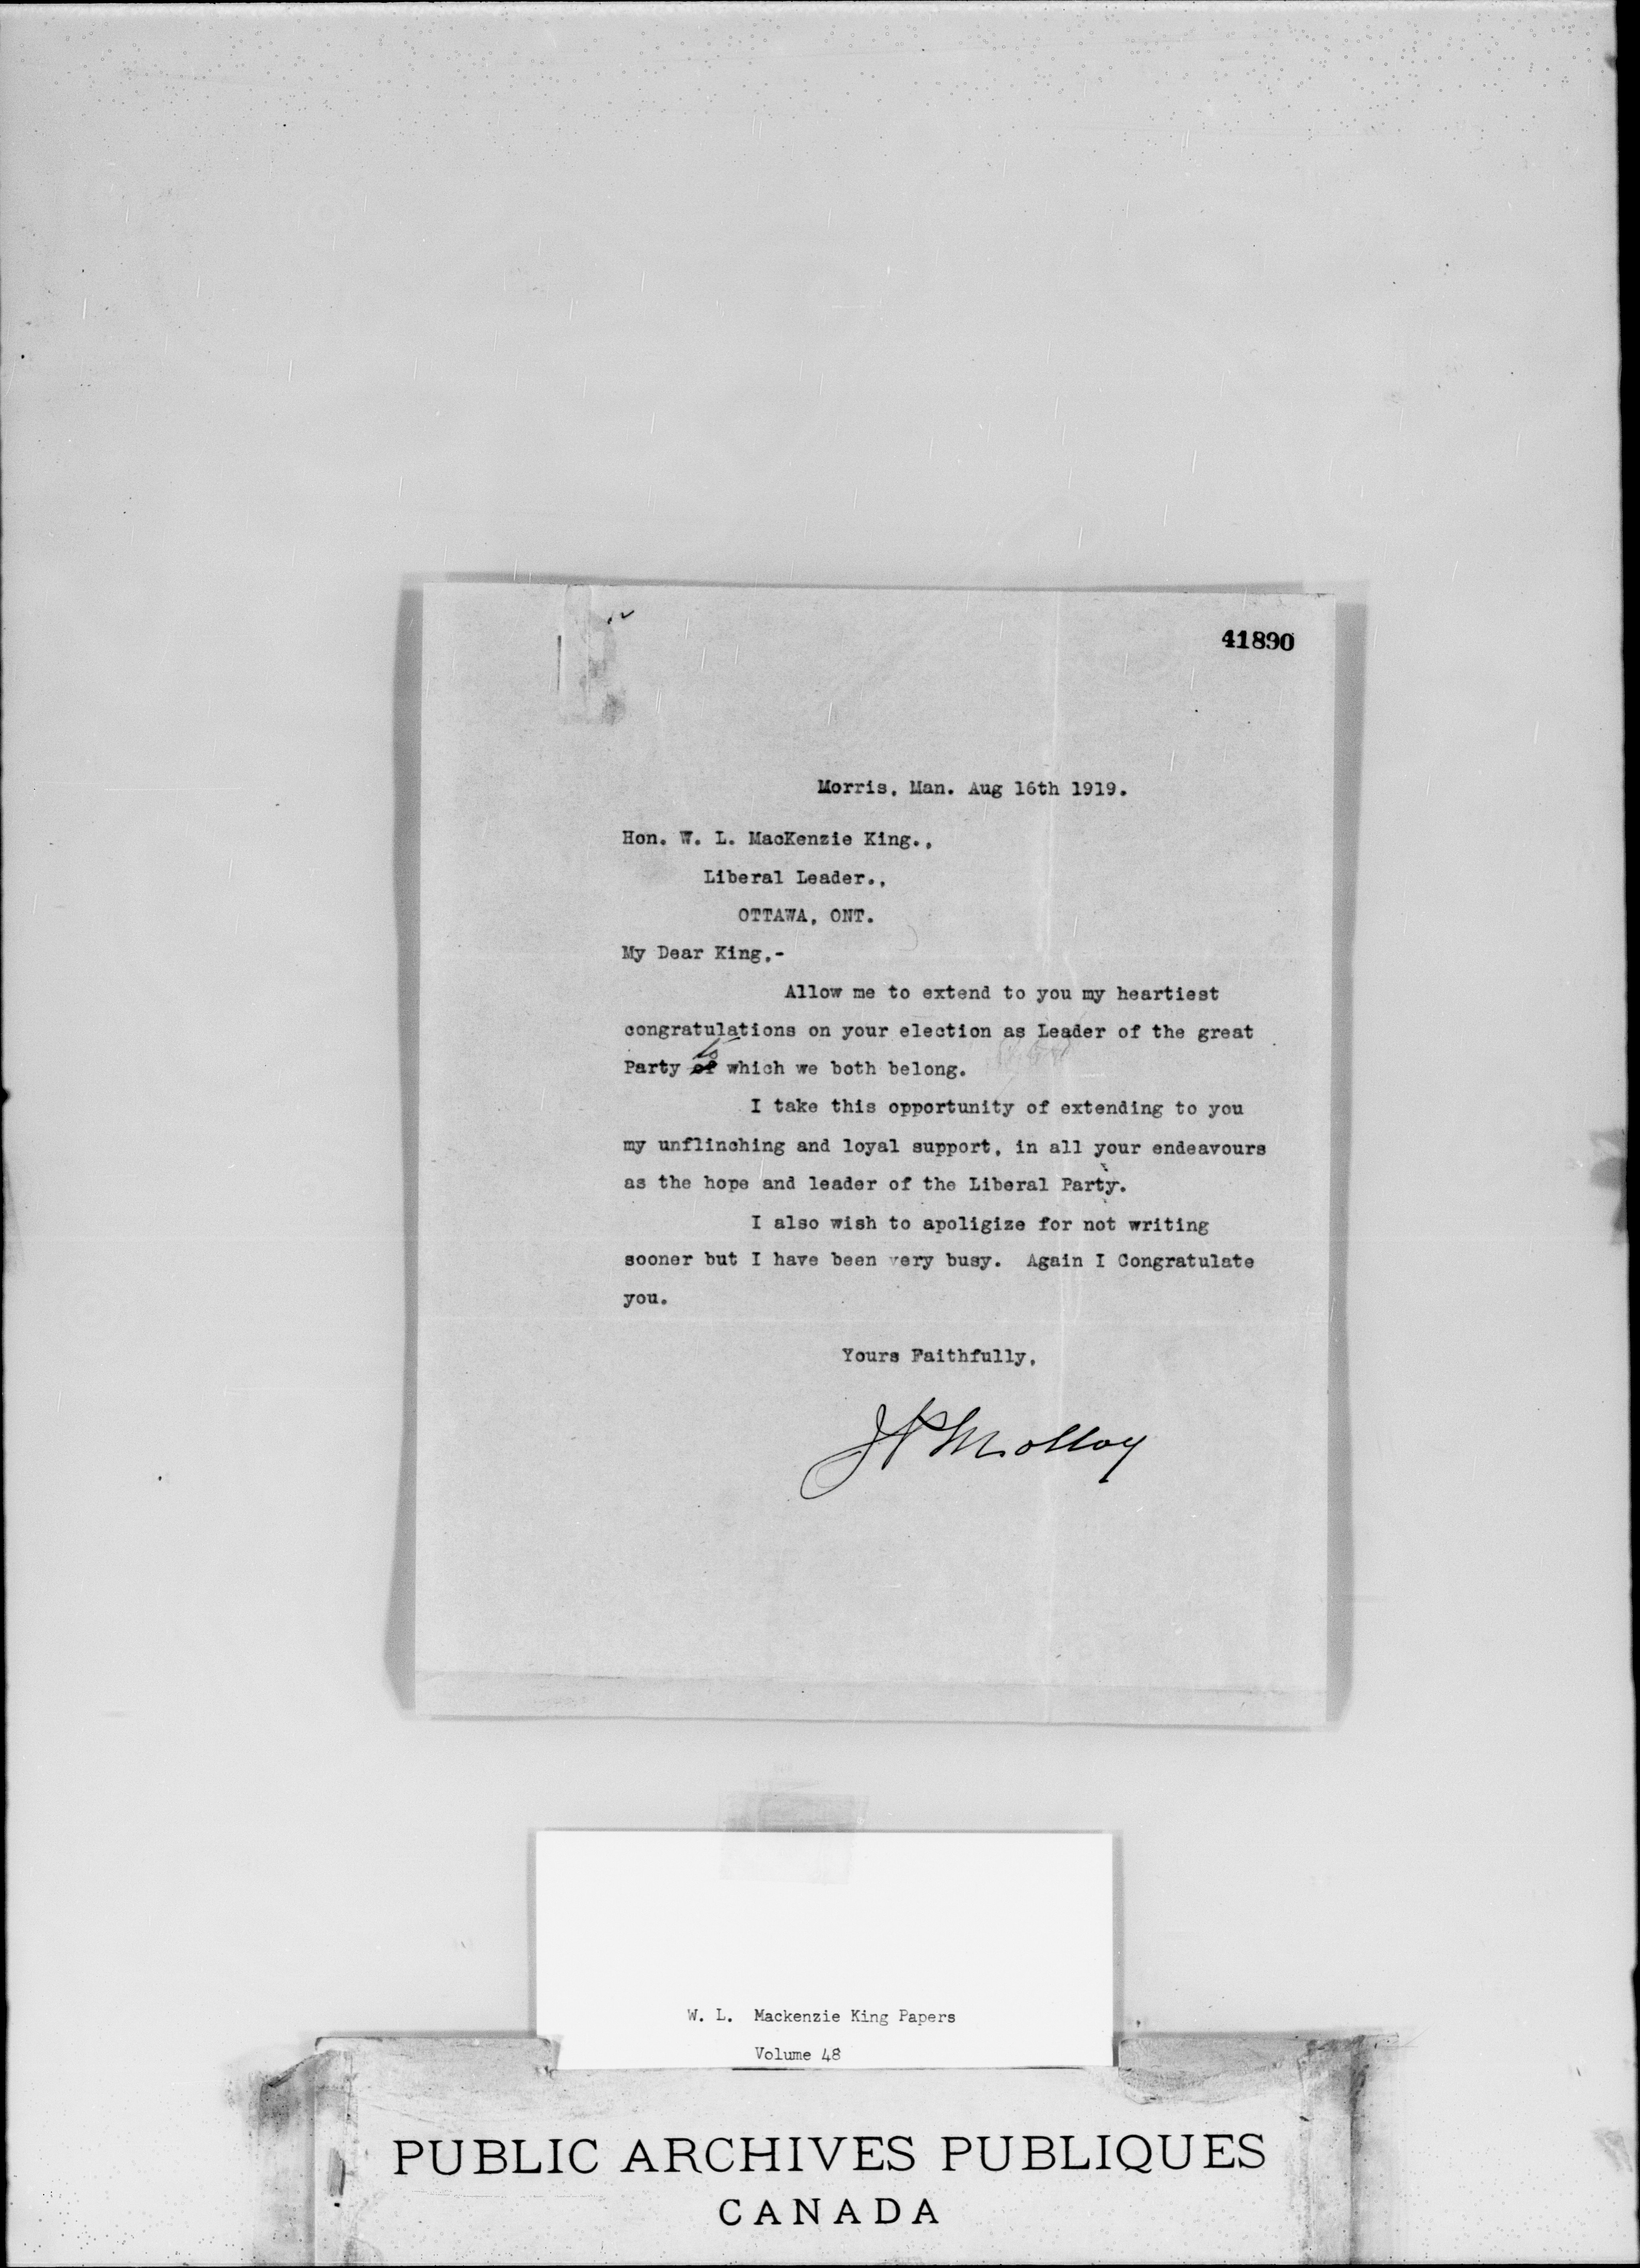 41890
Morris, Man. Aug 16th 1919.
Hon. W. L. MacKenzie King.,
Liberal Leader.,
OTTAWA, ONT.
My Dear King,-
Allow me to extend to you my heartiest
congratulations on your election as Leader of the great
to
Party of which we both belong.
I take this opportunity of extending to you
my unflinching and loyal support, in all your endeavours
as the hope and leader of the Liberal Party.
I also wish to apoligize for not writing
sooner but I have been very busy. Again I Congratulate
you.
Yours Faithfully,
JP Molloy
W. L. Mackenzie King Papers
Volume 48
PUBLIC ARCHIVES PUBLIQUES
CANADA